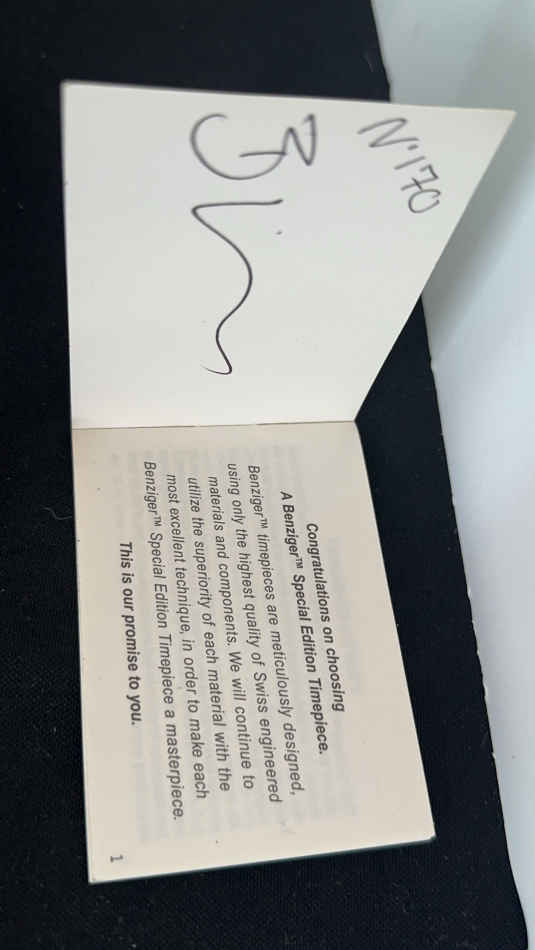 N°170
Congratulations on choosing
A Benziger™ Special Edition Timepiece.
Benziger™ timepieces are meticulously designed,
using only the highest quality of Swiss engineered
materials and components. We will continue to
utilize the superiority of each material with the
most excellent technique, in order to make each
Benziger™ Special Edition Timepiece a masterpiece.
This is our promise to you.
1